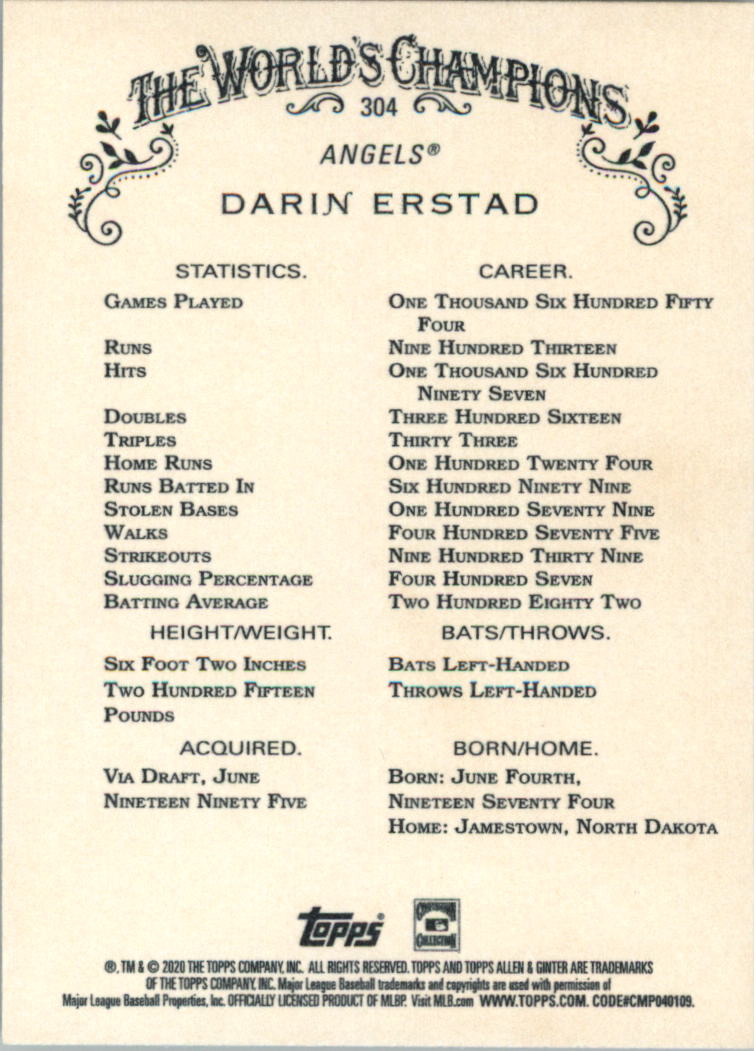 THE WORLD'S CHAMPIONS
304
ANGELS®
DARIN ERSTAD
STATISTICS. CAREER.
GAMES PLAYED ONE THOUSAND SIX HUNDRED FIFTY
FOUR
RUNS NINE HUNDRED THIRTEEN
HITS ONE THOUSAND SIX HUNDRED
NINETY SEVEN
DOUBLES THREE HUNDRED SIXTEEN
TRIPLES THIRTY THREE
HOME RUNS ONE HUNDRED TWENTY FOUR
RUNS BATTED IN SIX HUNDRED NINETY NINE
STOLEN BASES ONE HUNDRED SEVENTY NINE
WALKS FOUR HUNDRED SEVENTY FIVE
STRIKEOUTS NINE HUNDRED THIRTY NINE
SLUGGING PERCENTAGE FOUR HUNDRED SEVEN
BATTING AVERAGE TWO HUNDRED EIGHTY TWO
HEIGHT/WEIGHT. BATS/THROWS.
SIX FOOT TWO INCHES BATS LEFT-HANDED
TWO HUNDRED FIFTEEN THROWS LEFT-HANDED
POUNDS
ACQUIRED. BORN/HOME.
VIA DRAFT, JUNE BORN: JUNE FOURTH,
NINETEEN NINETY FIVE NINETEEN SEVENTY FOUR
HOME: JAMESTOWN, NORTH DAKOTA
topps® COOPERSTOWN
COLLECTION
®, TM & © 2020 THE TOPPS COMPANY, INC. ALL RIGHTS RESERVED. TOPPS AND TOPPS ALLEN & GINTER ARE TRADEMARKS
OF THE TOPPS COMPANY, INC. Major League Baseball trademarks and copyrights are used with permission of
Major League Baseball Properties, Inc. OFFICIALLY LICENSED PRODUCT OF MLBP. Visit MLB.com WWW.TOPPS.COM. CODE#CMP040109.